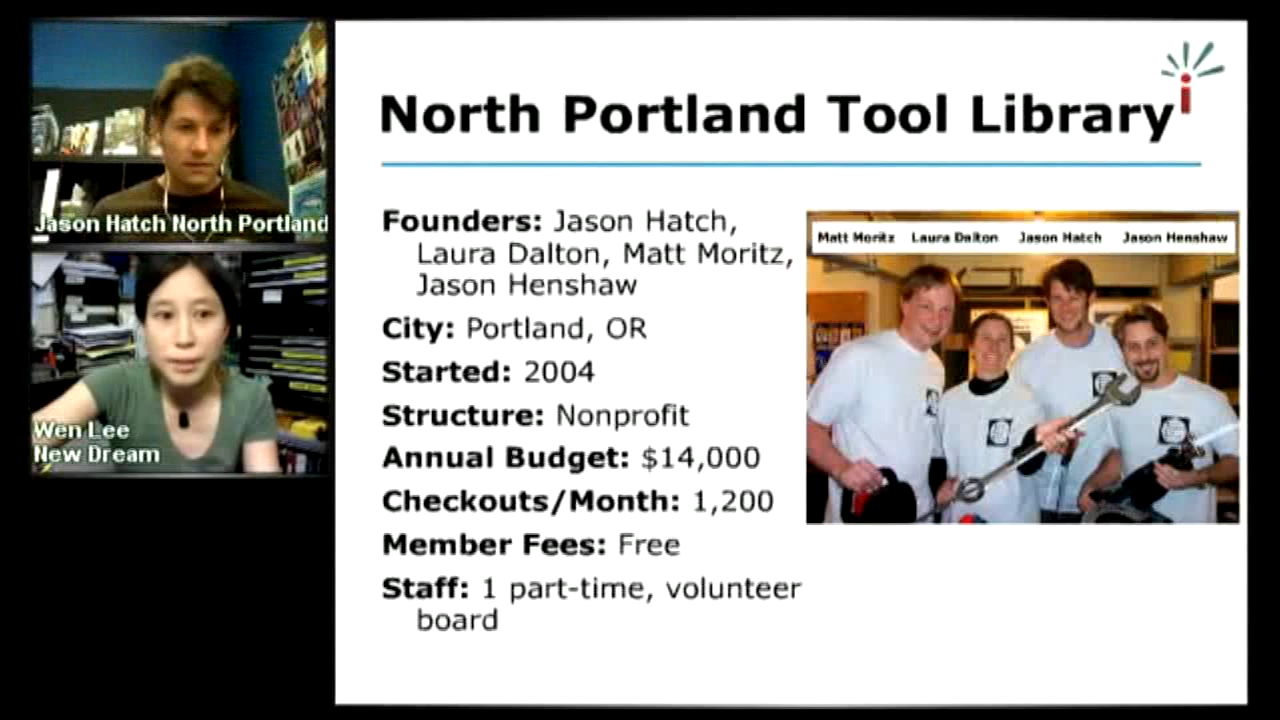 North Portland Tool Library
Jason Hatch North Portland
Wen Lee
New Dream
Founders: Jason Hatch,
Laura Dalton, Matt Moritz,
Jason Henshaw
City: Portland, OR
Started: 2004
Structure: Nonprofit
Annual Budget: $14,000
Checkouts/Month: 1,200
Member Fees: Free
Staff: 1 part-time, volunteer
board
Matt Moritz Laura Dalton Jason Hatch Jason Henshaw